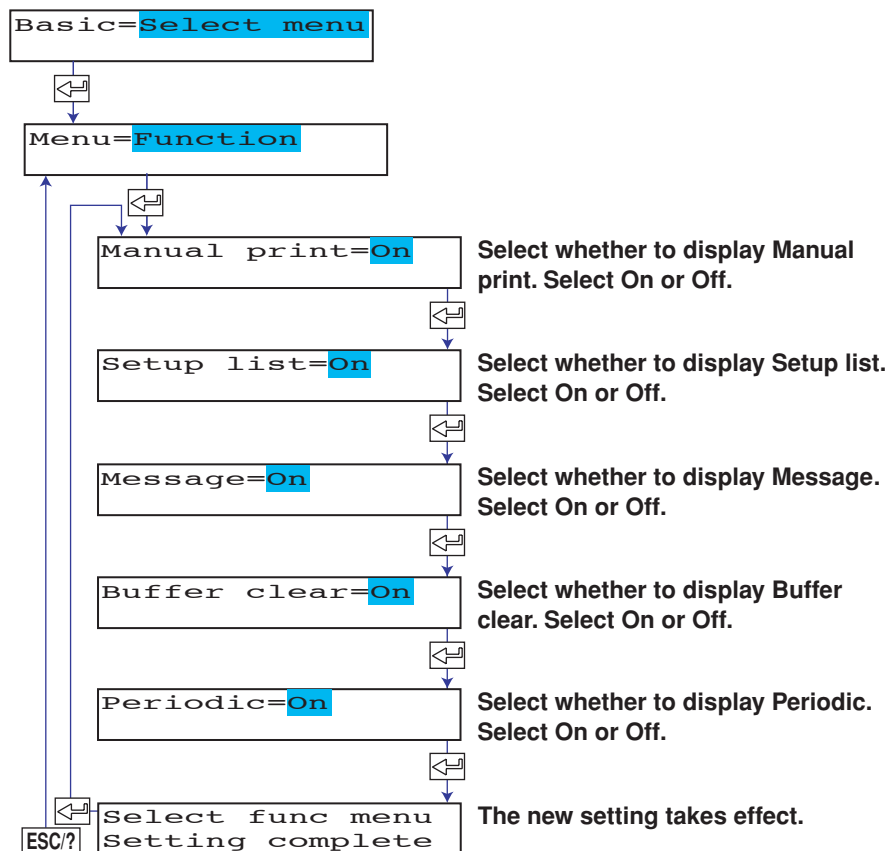 Basic=Select menu
Menu=Function
Manual print=On
Select whether to display Manual
print. Select On or Off.
Setup list=On
Select whether to display Setup list.
Select On or Off.
Message=On
Select whether to display Message.
Select On or Off.
Buffer clear=On
Select whether to display Buffer
clear. Select On or Off.
Periodic=On
Select whether to display Periodic.
Select On or Off.
Select func menu
Setting complete
The new setting takes effect.
ESC/?